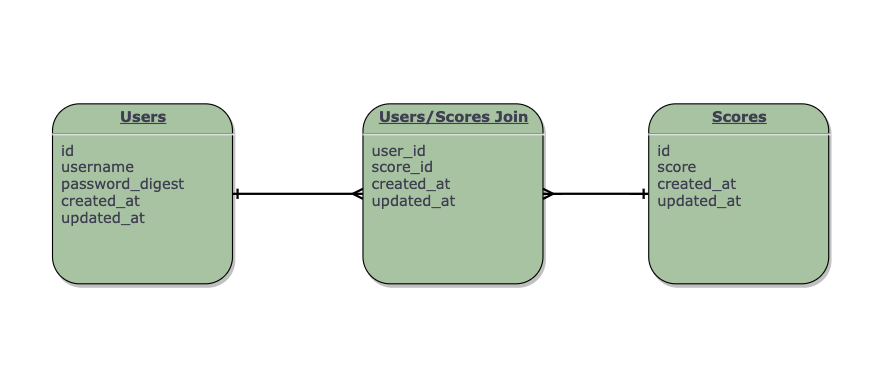 Users
id
username
password_digest
created_at
updated_at
Users/Scores Join
user_id
score_id
created_at
updated_at
Scores
id
score
created_at
updated_at